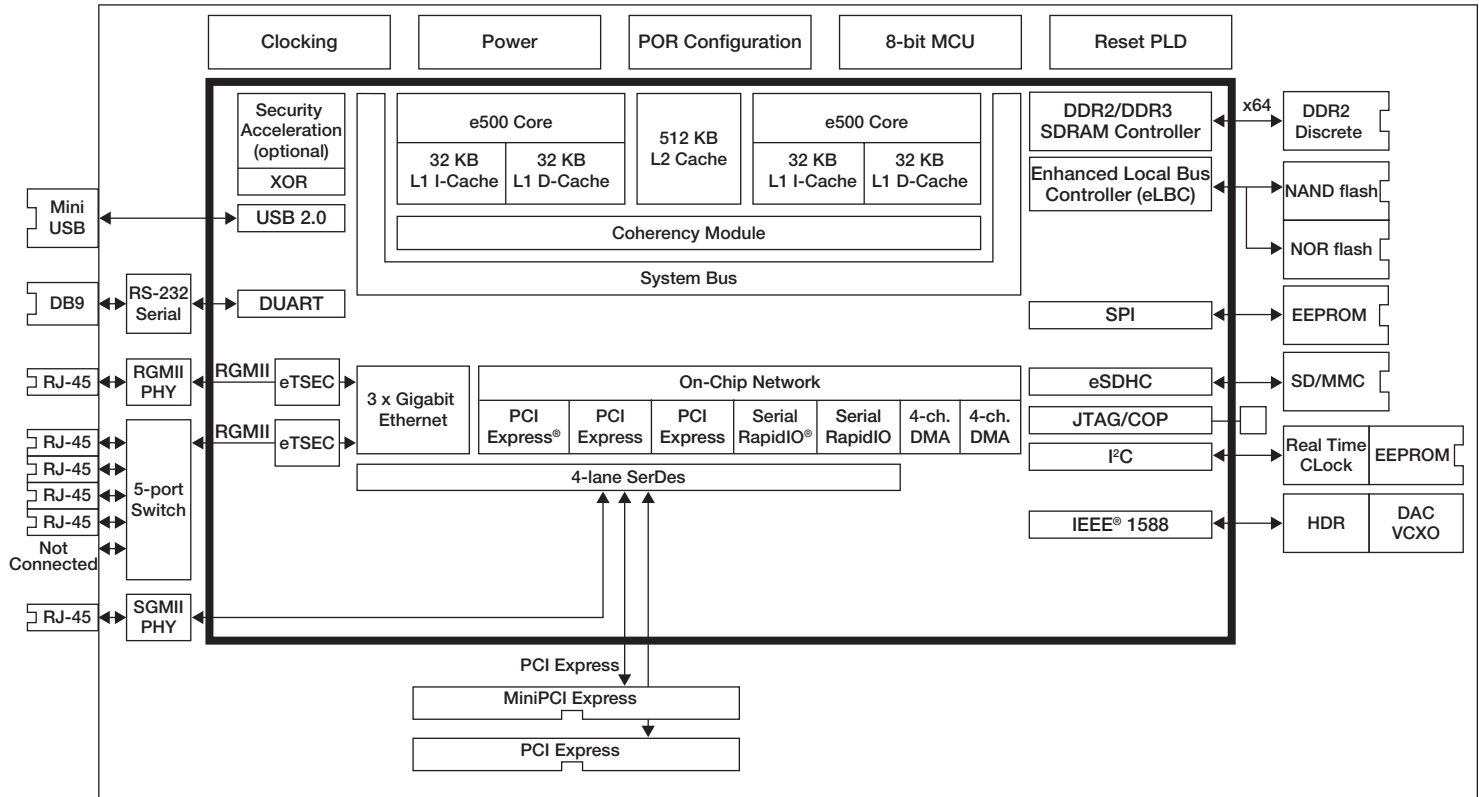 Clocking
Power
POR Configuration
8-bit MCU
Reset PLD
Security
Acceleration
(optional)
XOR
USB 2.0
DUART
e500 Core
32 KB
L1 I-Cache
32 KB
L1 D-Cache
512 KB
L2 Cache
e500 Core
32 KB
L1 I-Cache
32 KB
L1 D-Cache
Coherency Module
System Bus
DDR2/DDR3
SDRAM Controller
x64
DDR2
Discrete
Enhanced Local Bus
Controller (eLBC)
NAND flash
NOR flash
SPI
EEPROM
eSDHC
SD/MMC
JTAG/COP
I²C
Real Time
CLock
EEPROM
IEEE® 1588
HDR
DAC
VCXO
Mini
USB
DB9
RS-232
Serial
RJ-45
RGMII
PHY
RGMII
eTSEC
RJ-45
RJ-45
RJ-45
RJ-45
Not
Connected
5-port
Switch
RGMII
eTSEC
3 x Gigabit
Ethernet
On-Chip Network
PCI
Express®
PCI
Express
PCI
Express
Serial
RapidIO®
Serial
RapidIO
4-ch.
DMA
4-ch.
DMA
4-lane SerDes
RJ-45
SGMII
PHY
PCI Express
MiniPCI Express
PCI Express